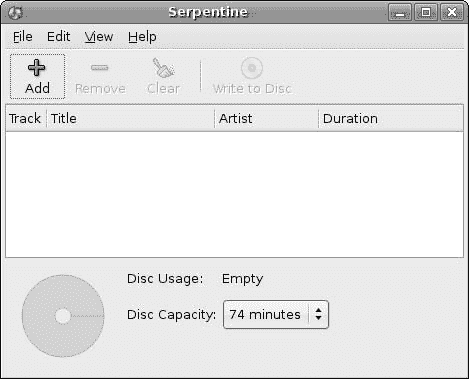 Serpentine
File Edit View Help
Add Remove Clear Write to Disc
Track Title Artist Duration
Disc Usage: Empty
Disc Capacity: 74 minutes